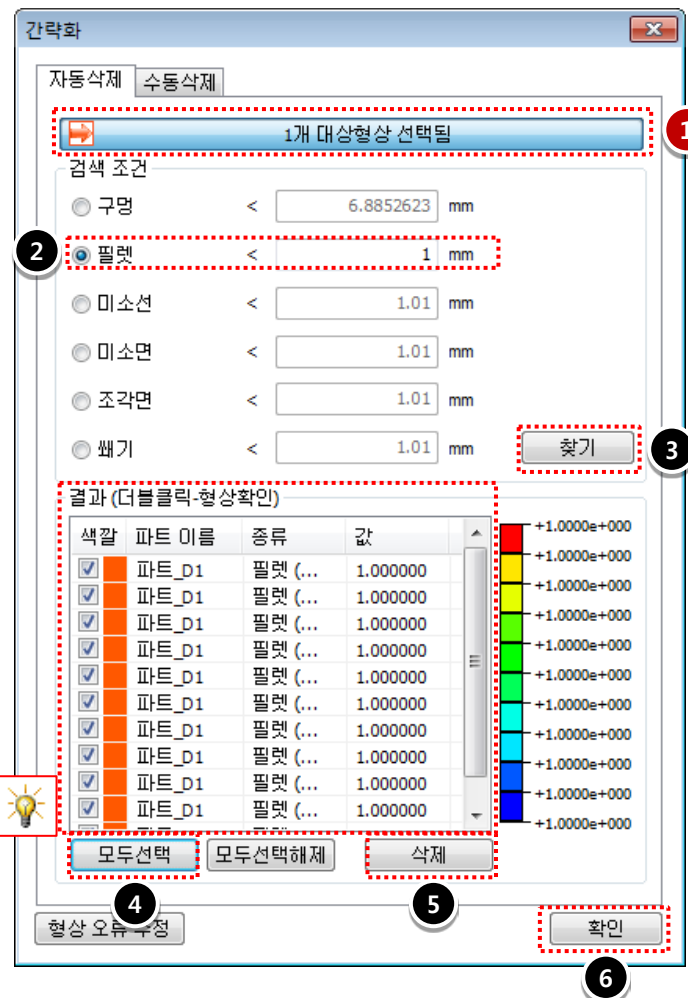 간략화
자동삭제 수동삭제
1개 대상형상 선택됨
1
검색 조건
구멍 < 6.8852623 mm
2
필렛 < 1 mm
미소선 < 1.01 mm
미소면 < 1.01 mm
조각면 < 1.01 mm
쐐기 < 1.01 mm
찾기
3
결과 (더블클릭-형상확인)
색깔 파트 이름 종류 값
파트_D1 필렛 (... 1.000000
파트_D1 필렛 (... 1.000000
파트_D1 필렛 (... 1.000000
파트_D1 필렛 (... 1.000000
파트_D1 필렛 (... 1.000000
파트_D1 필렛 (... 1.000000
파트_D1 필렛 (... 1.000000
파트_D1 필렛 (... 1.000000
파트_D1 필렛 (... 1.000000
파트_D1 필렛 (... 1.000000
+1.0000e+000
+1.0000e+000
+1.0000e+000
+1.0000e+000
+1.0000e+000
+1.0000e+000
+1.0000e+000
+1.0000e+000
+1.0000e+000
+1.0000e+000
+1.0000e+000
모두선택 모두선택해제 삭제
4
5
형상 오류 수정
확인
6